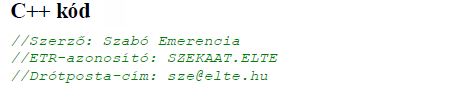 C++ kód
//Szerző: Szabó Emerencia
//ETR-azonosító: SZEKAAT.ELTE
//Drótposta-cím: sze@elte.hu